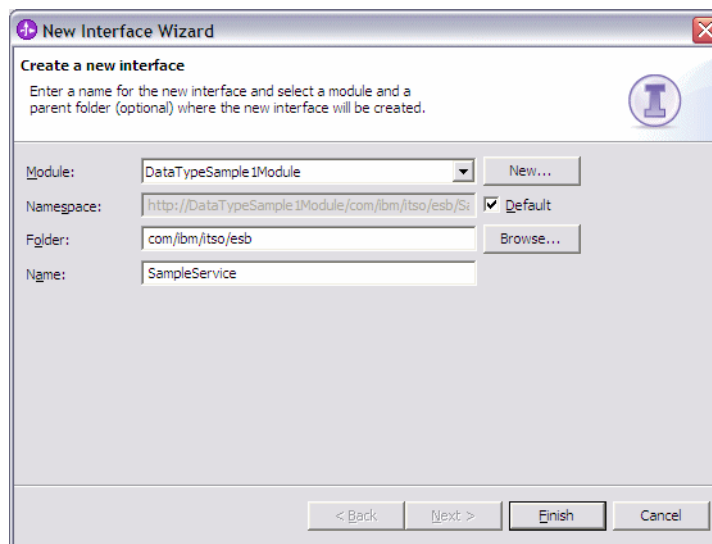 New Interface Wizard
Create a new interface
Enter a name for the new interface and select a module and a
parent folder (optional) where the new interface will be created.
Module: DataTypeSample1Module New...
Namespace: http://DataTypeSample1Module/com/ibm/itso/esb/Sa Default
Folder: com/ibm/itso/esb Browse...
Name: SampleService
< Back Next > Finish Cancel